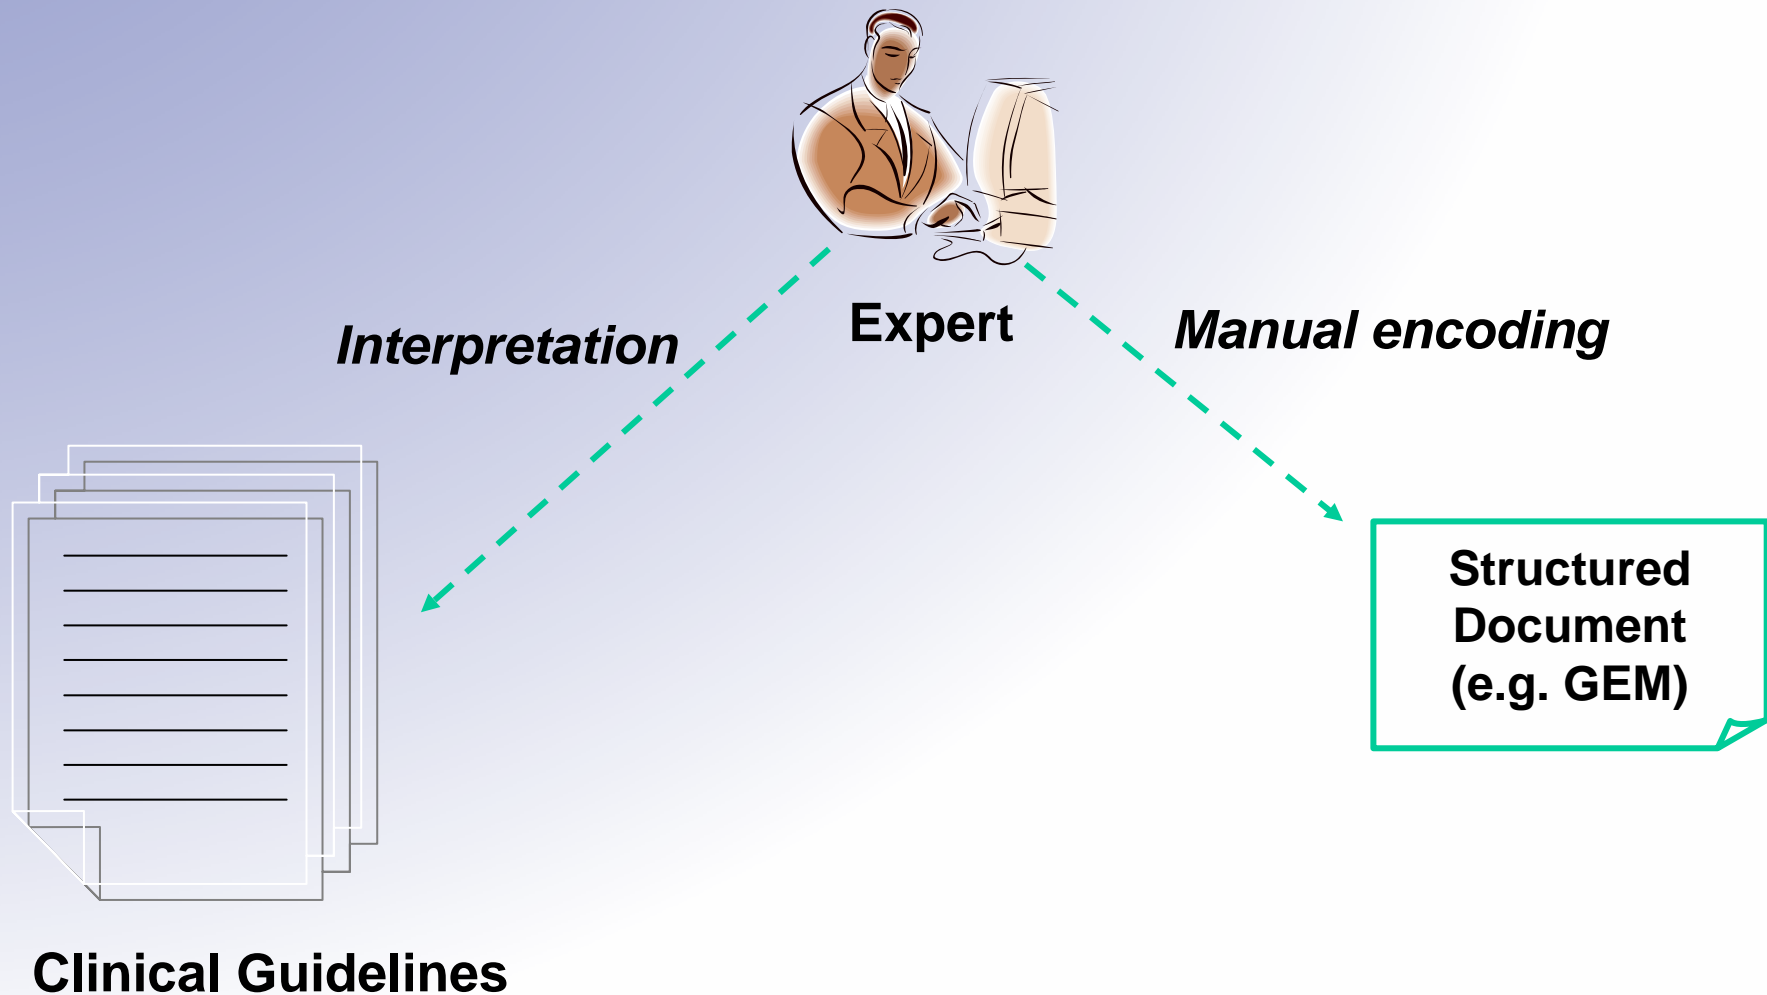 Expert
Interpretation
Manual encoding
Structured
Document
(e.g. GEM)
Clinical Guidelines